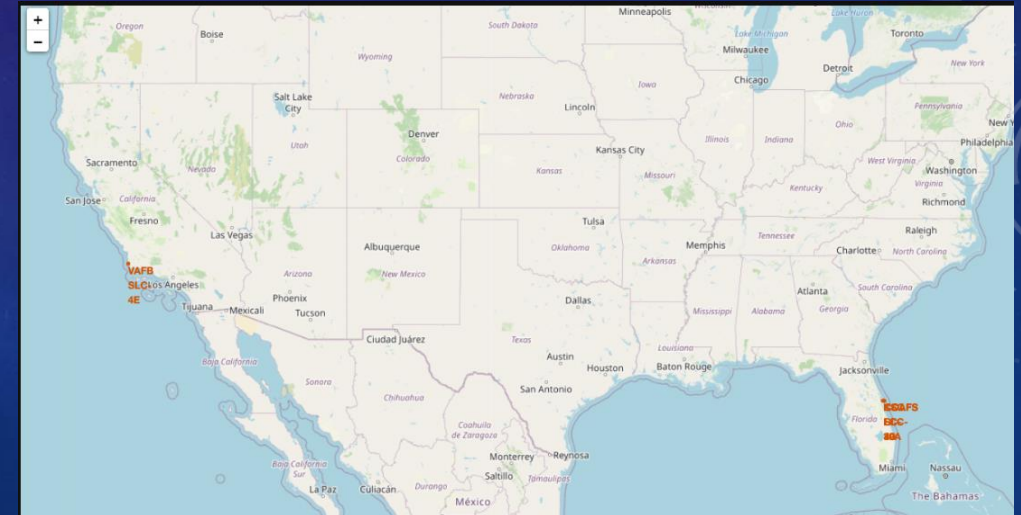 +
−
Oregon
Boise
South Dakota
Minneapolis
Wisconsin
Lake Huron
Toronto
Lake Michigan
Milwaukee
Wyoming
Detroit
New York
Chicago
Iowa
Salt Lake
City
Nebraska
Lincoln
Pennsylvania
New Y
Philadelphia
Ohio
Denver
Illinois
Indiana
Utah
Kansas City
Sacramento
Nevada
Colorado
Kansas
Missouri
West Virginia
Washington
Virginia
Kentucky
San Jose
California
Richmond
Fresno
Las Vegas
Tulsa
Raleigh
Tennessee
Albuquerque
Oklahoma
Memphis
Charlotte
North Carolina
Arkansas
VAFB
SLC-
4E
Los Angeles
Arizona
New Mexico
Phoenix
Atlanta
South Carolina
Tijuana
Mexicali
Tucson
Dallas
Mississippi
Alabama
Georgia
Ciudad Juárez
Texas
Louisiana
Baja California
Austin
Houston
Baton Rouge
Jacksonville
Sonora
San Antonio
Chihuahua
Florida
Coahuila
de Zaragoza
Monterrey
Reynosa
Baja California
Sur
Saltillo
Tamaulipas
Miami
Nassau
La Paz
Culiacán
Durango
México
The Bahamas